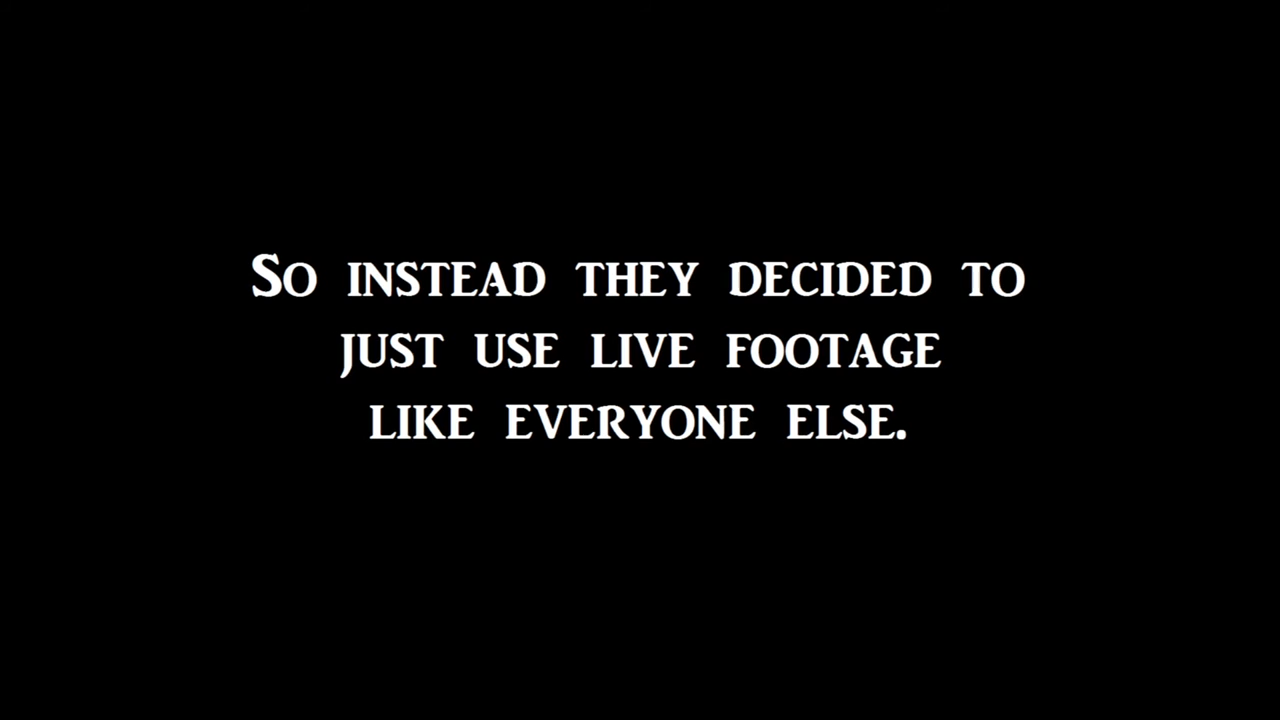 So instead they decided to
just use live footage
like everyone else.